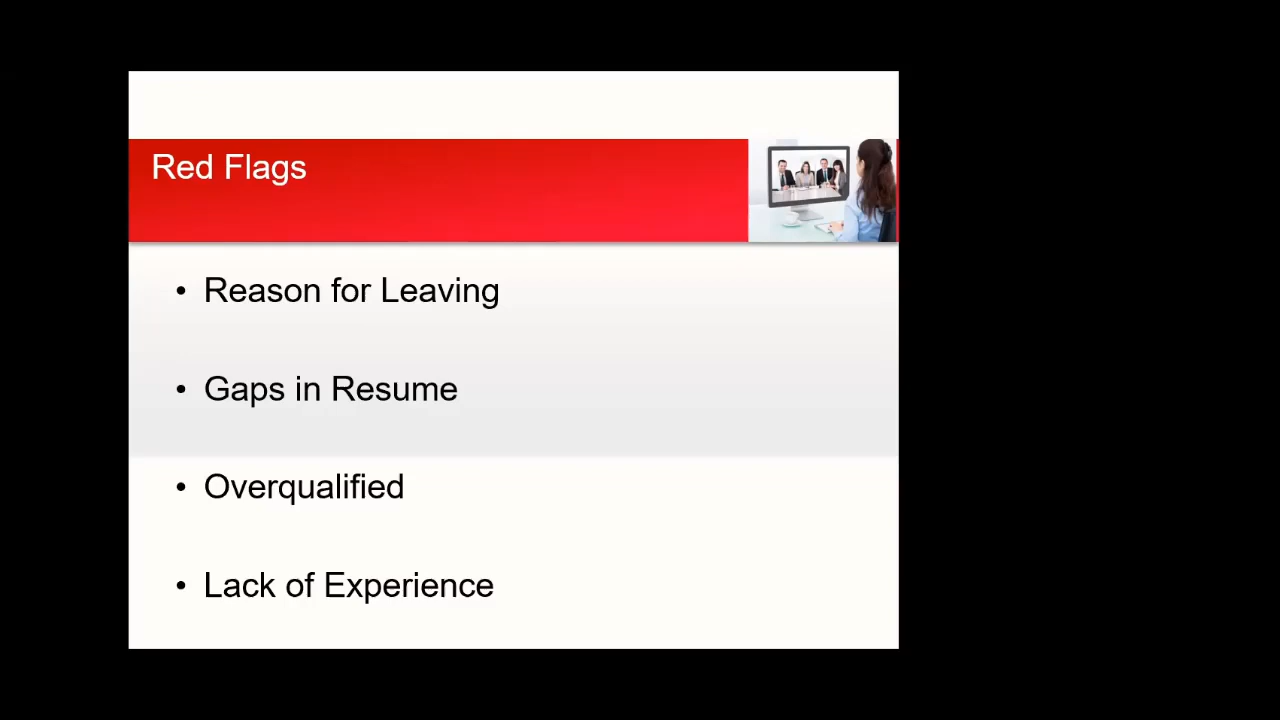 Red Flags
• Reason for Leaving
• Gaps in Resume
• Overqualified
• Lack of Experience